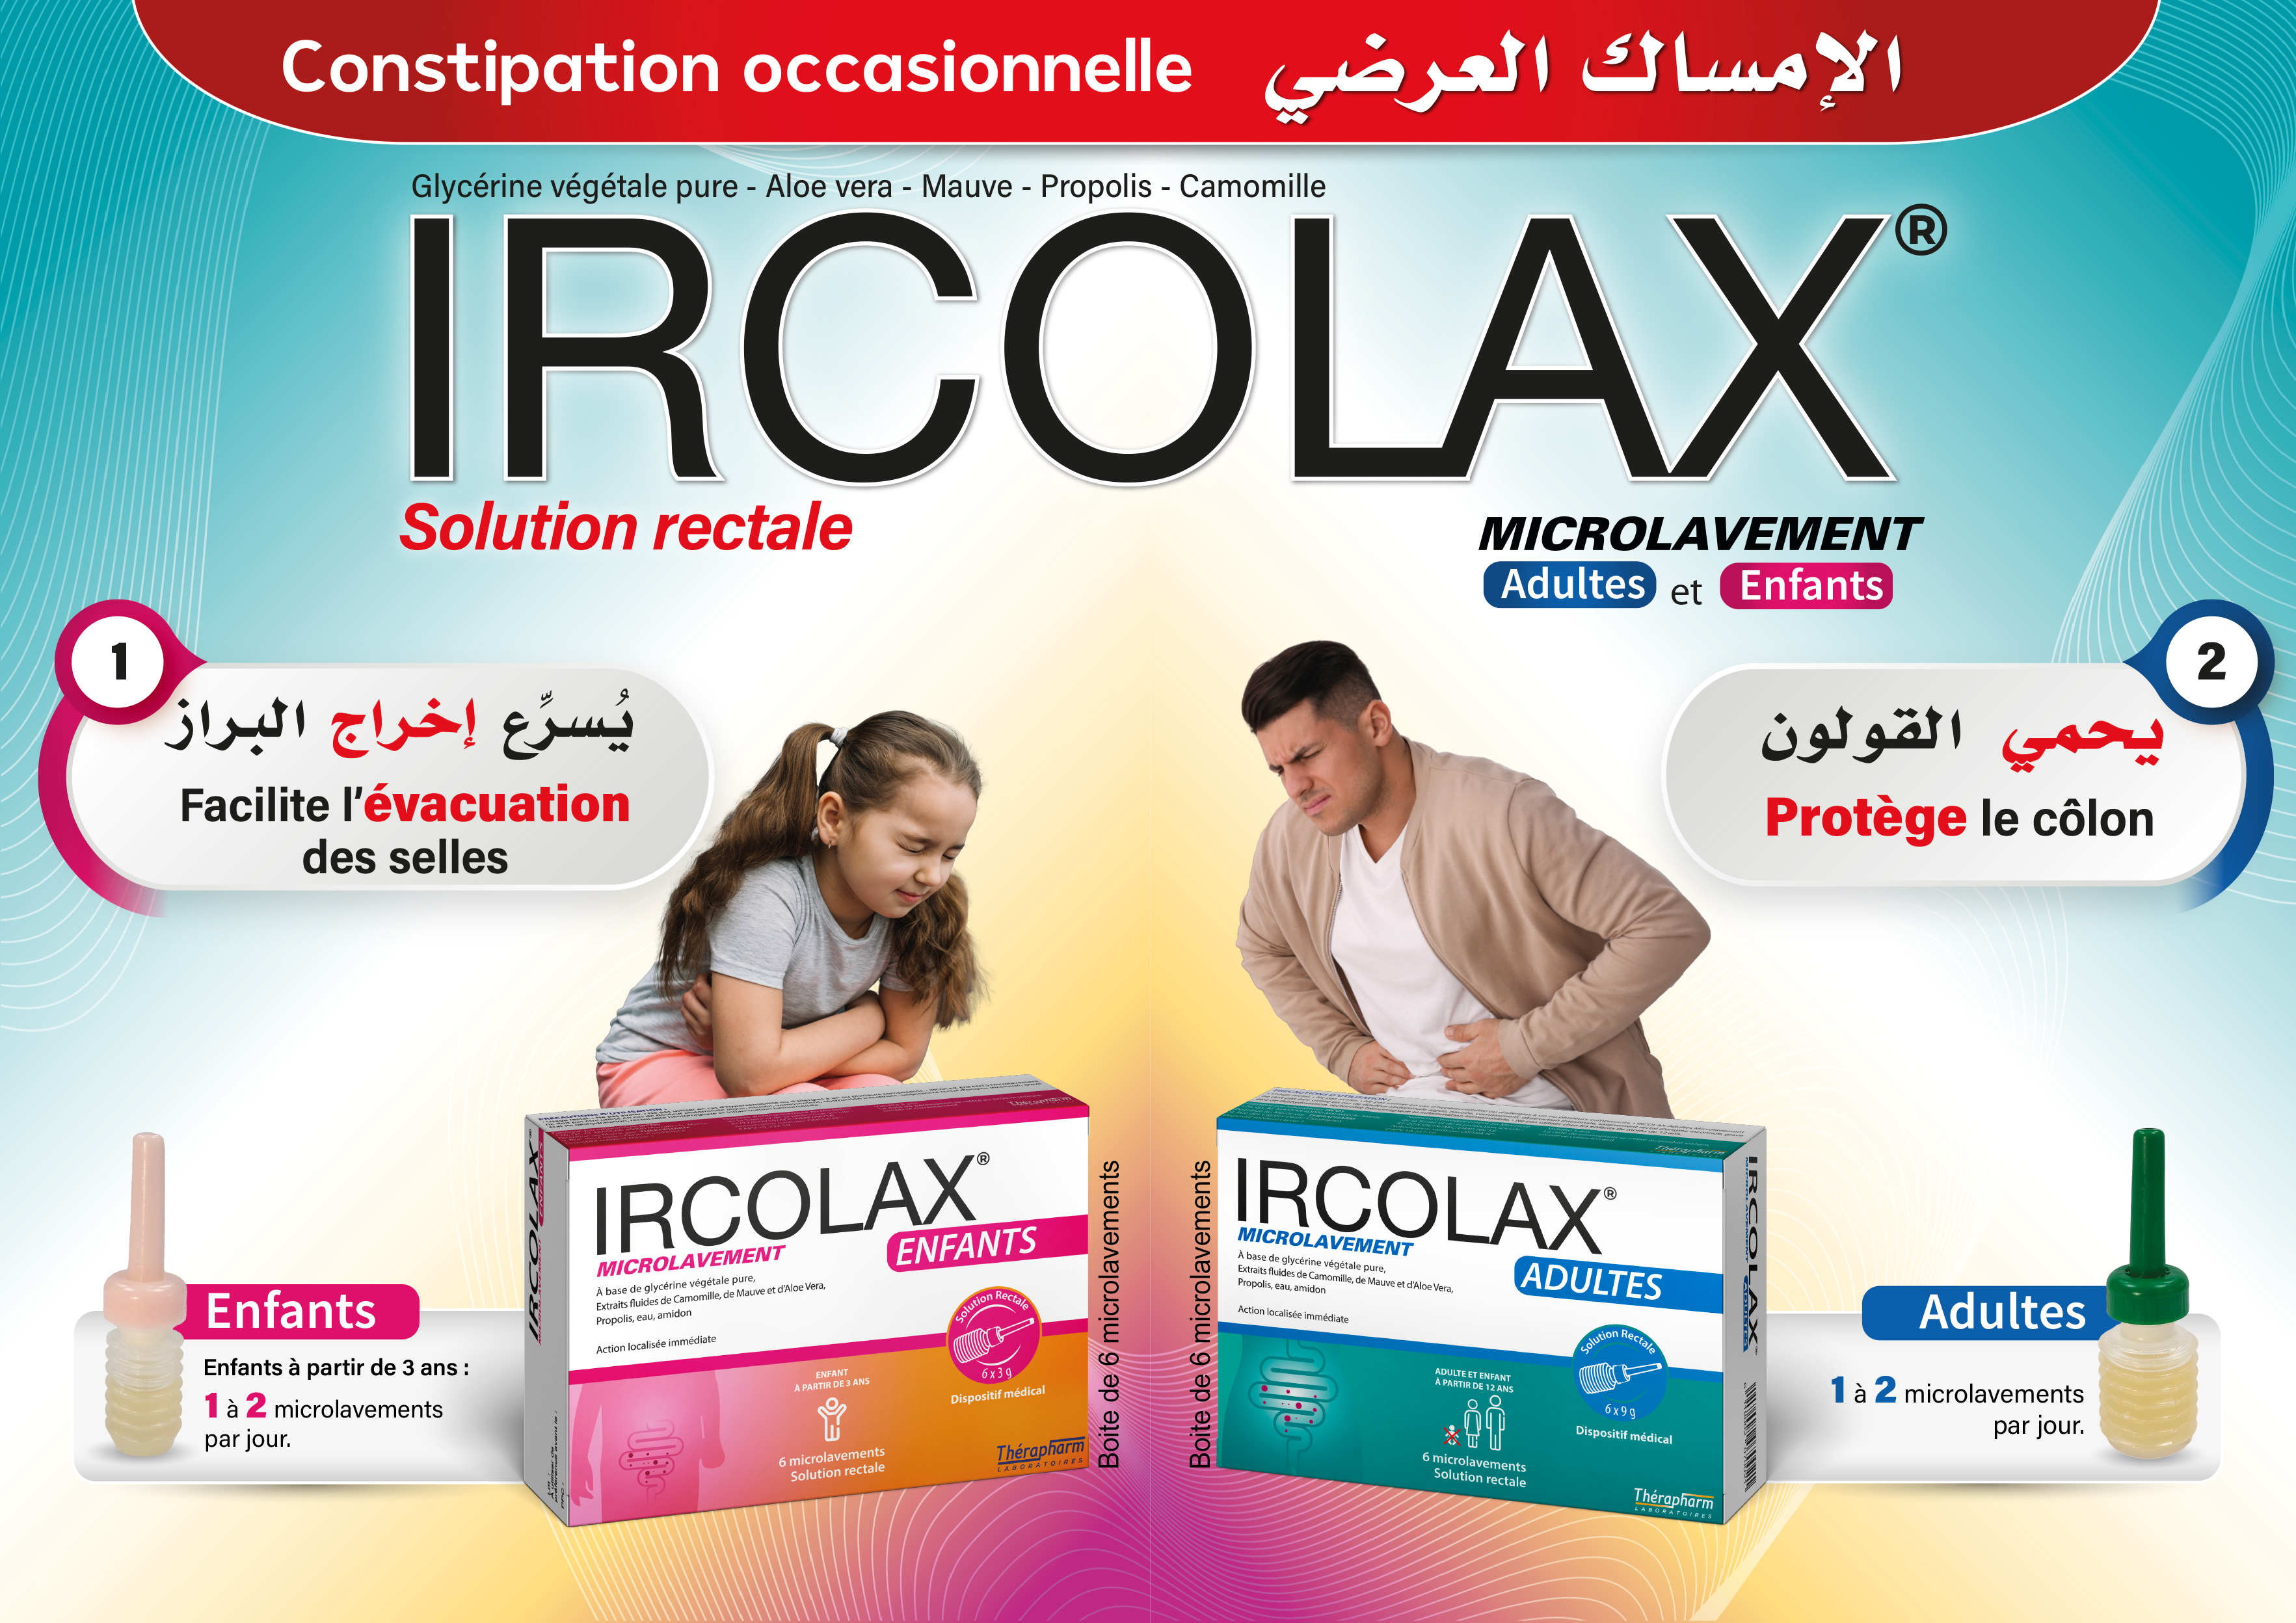 Constipation occasionnelle
الإمساك العرضي
Glycérine végétale pure - Aloe vera - Mauve - Propolis - Camomille
IRCOLAX®
Solution rectale
MICROLAVEMENT
Adultes et Enfants
1
يُسرِّع إخراج البراز
Facilite l'évacuation
des selles
2
يحمي القولون
Protège le côlon
Enfants
Enfants à partir de 3 ans :
1 à 2 microlavements
par jour.
IRCOLAX
Thérapharm
IRCOLAX®
MICROLAVEMENT
ENFANTS
À base de glycérine végétale pure,
Extraits fluides de Camomille, de Mauve et d'Aloe Vera,
Propolis, eau, amidon
Action localisée immédiate
Solution Rectale
6x3g
Dispositif médical
ENFANT
À PARTIR DE 3 ANS
6 microlavements
Solution rectale
Thérapharm
LABORATOIRES
Boite de 6 microlavements
Boite de 6 microlavements
PRÉCAUTIONS D'UTILISATION :
Thérapharm
IRCOLAX®
MICROLAVEMENT
ADULTES
À base de glycérine végétale pure,
Extraits fluides de Camomille, de Mauve et d'Aloe Vera,
Propolis, eau, amidon
Action localisée immédiate
Solution Rectale
6x9g
Dispositif médical
ADULTE ET ENFANT
À PARTIR DE 12 ANS
6 microlavements
Solution rectale
Thérapharm
LABORATOIRES
IRCOLAX
Adultes
1 à 2 microlavements
par jour.